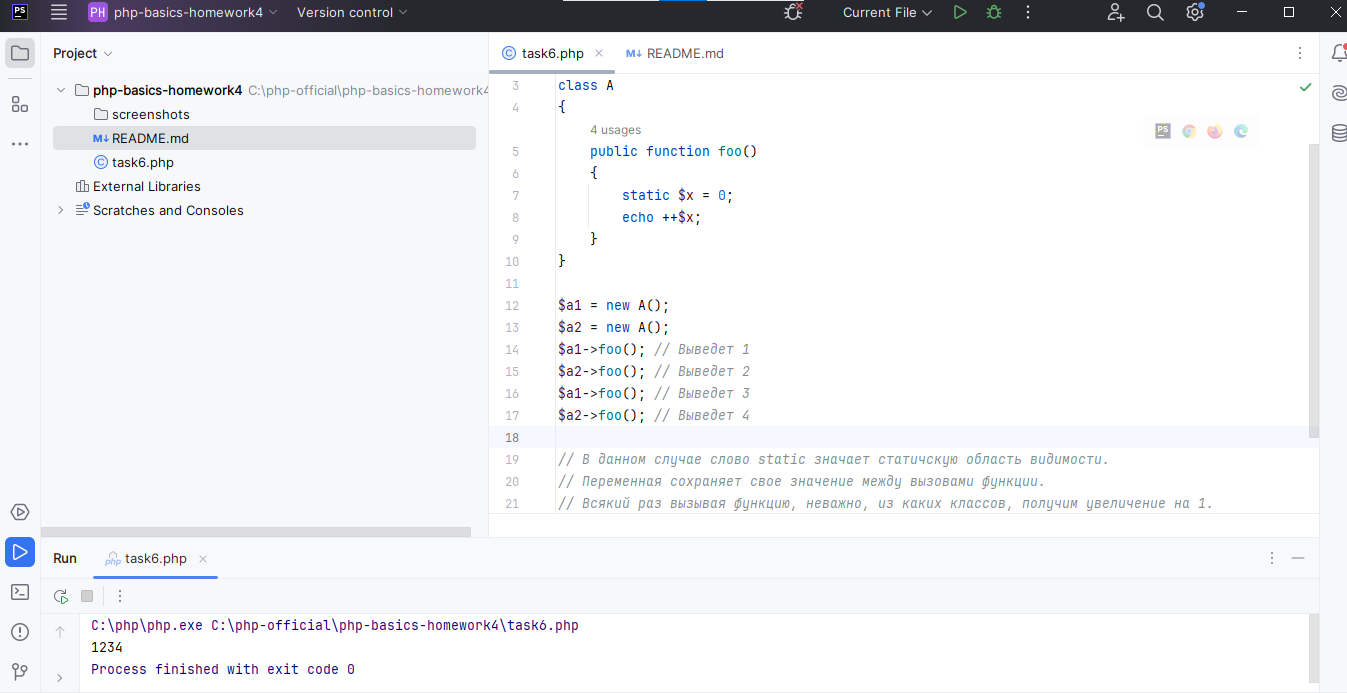 PS
PH php-basics-homework4 Version control Current File
Project
task6.php README.md
php-basics-homework4 C:\php-official\php-basics-homework4
screenshots
M↓ README.md
task6.php
External Libraries
Scratches and Consoles
3 class A
4 {
4 usages
PS
5 public function foo()
6 {
7 static $x = 0;
8 echo ++$x;
9 }
10 }
11
12 $a1 = new A();
13 $a2 = new A();
14 $a1->foo(); // Выведет 1
15 $a2->foo(); // Выведет 2
16 $a1->foo(); // Выведет 3
17 $a2->foo(); // Выведет 4
18
19 // В данном случае слово static значает статичскую область видимости.
20 // Переменная сохраняет свое значение между вызовами функции.
21 // Всякий раз вызывая функцию, неважно, из каких классов, получим увеличение на 1.
Run php task6.php
C:\php\php.exe C:\php-official\php-basics-homework4\task6.php
1234
Process finished with exit code 0